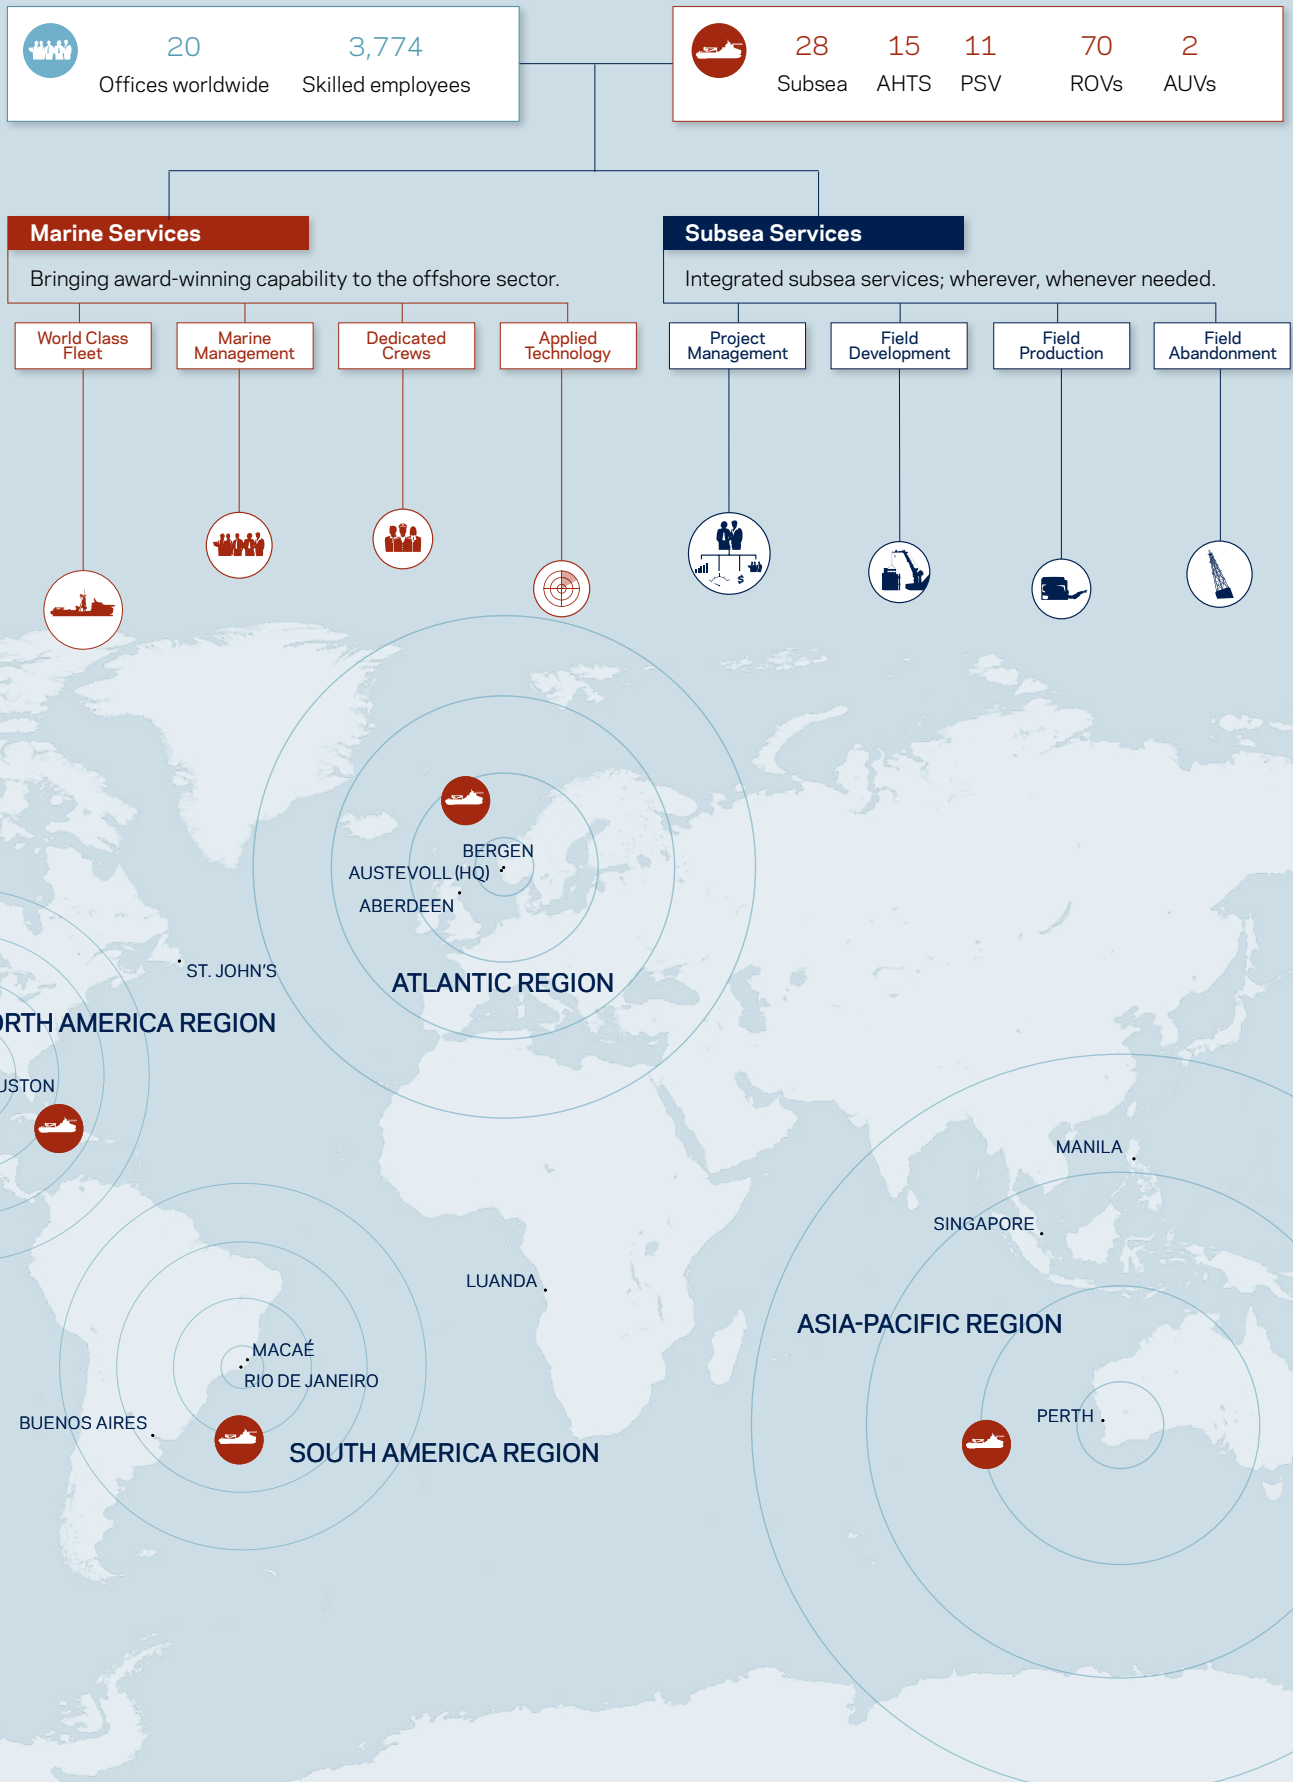 20
3,774
Offices worldwide
Skilled employees
28
15
11
70
2
Subsea
AHTS
PSV
ROVs
AUVs
Marine Services
Bringing award-winning capability to the offshore sector.
World Class
Fleet
Marine
Management
Dedicated
Crews
Applied
Technology
Subsea Services
Integrated subsea services; wherever, whenever needed.
Project
Management
Field
Development
Field
Production
Field
Abandonment
$
BERGEN
AUSTEVOLL (HQ)
ABERDEEN
ATLANTIC REGION
ST. JOHN'S
ORTH AMERICA REGION
USTON
MANILA
SINGAPORE
LUANDA
ASIA-PACIFIC REGION
MACAÉ
RIO DE JANEIRO
BUENOS AIRES
PERTH
SOUTH AMERICA REGION